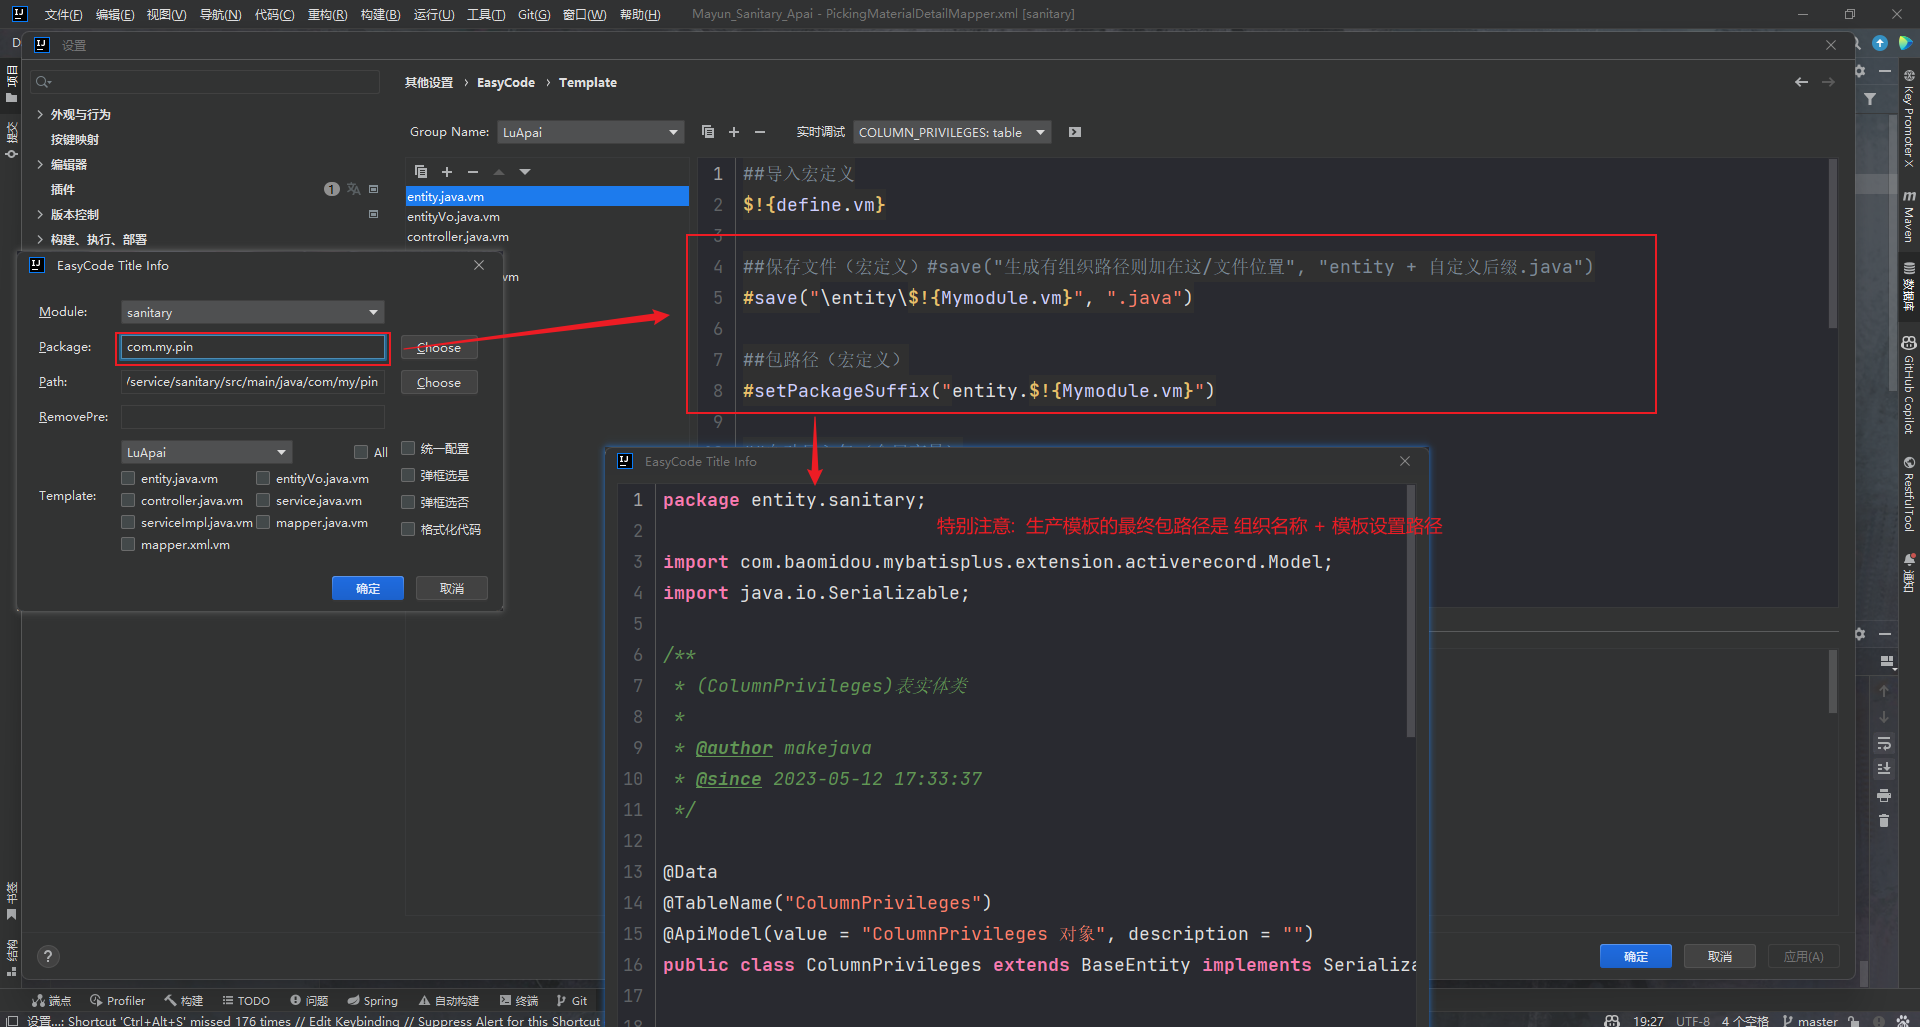 文件(F) 编辑(E) 视图(V) 导航(N) 代码(C) 重构(R) 构建(B) 运行(U) 工具(T) Git(G) 窗口(W) 帮助(H) Mayun_Sanitary_Apai - PickingMaterialDetailMapper.xml [sanitary]
D
设置
其他设置 › EasyCode › Template
外观与行为
按键映射
编辑器
插件 1
版本控制
构建、执行、部署
Group Name: LuApai
实时调试 COLUMN_PRIVILEGES: table
entity.java.vm
entityVo.java.vm
controller.java.vm
vm
1 ##导入宏定义
2 $!{define.vm}
3
4 ##保存文件（宏定义）#save("生成有组织路径则加在这/文件位置", "entity + 自定义后缀.java")
5 #save("\entity\$!{Mymodule.vm}", ".java")
6
7 ##包路径（宏定义）
8 #setPackageSuffix("entity.$!{Mymodule.vm}")
9
EasyCode Title Info
Module: sanitary
Package: com.my.pin Choose
Path: /service/sanitary/src/main/java/com/my/pin Choose
RemovePre:
LuApai All 统一配置
Template:
entity.java.vm entityVo.java.vm 弹框选是
controller.java.vm service.java.vm 弹框选否
serviceImpl.java.vm mapper.java.vm 格式化代码
mapper.xml.vm
确定 取消
EasyCode Title Info
1 package entity.sanitary;
2
特别注意: 生产模板的最终包路径是 组织名称 + 模板设置路径
3 import com.baomidou.mybatisplus.extension.activerecord.Model;
4 import java.io.Serializable;
5
6 /**
7 * (ColumnPrivileges)表实体类
8 *
9 * @author makejava
10 * @since 2023-05-12 17:33:37
11 */
12
13 @Data
14 @TableName("ColumnPrivileges")
15 @ApiModel(value = "ColumnPrivileges 对象", description = "")
16 public class ColumnPrivileges extends BaseEntity implements Serializa
17
18
确定 取消 应用(A)
?
项目
提交
书签
结构
Key Promoter X
Maven
数据库
GitHub Copilot
RestfulTool
通知
端点 Profiler 构建 TODO 问题 Spring 自动构建 终端 Git
设置...: Shortcut 'Ctrl+Alt+S' missed 176 times // Edit Keybinding // Suppress Alert for this Shortcut
19:27 UTF-8 4 个空格 master